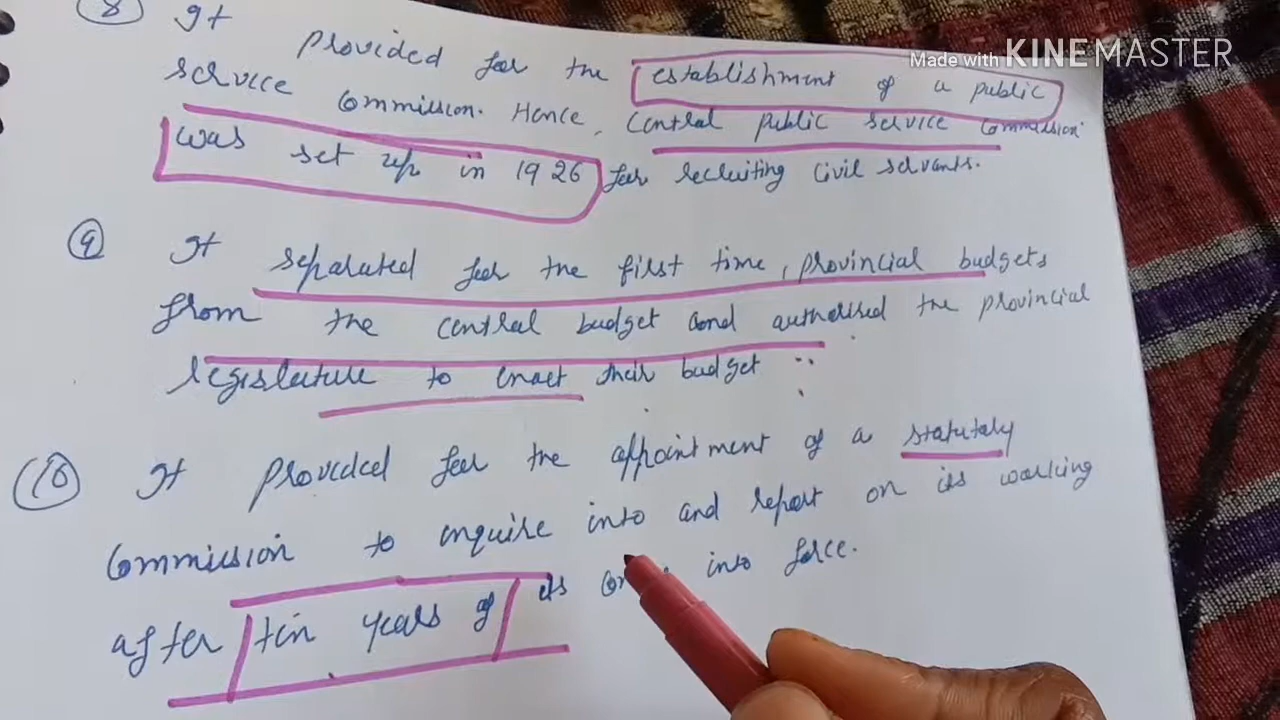 8 It
Made with KINEMASTER
provided for the establishment of a public
service commission. Hence, Central public service commission
was set up in 1926 for recruiting civil servants.
9 It separated for the first time, provincial budgets
from the central budget and authorised the provincial
legislature to enact their budget
10 It provided for the appointment of a statutaly
Commission to enquire into and report on its working
after ten years of its into force.